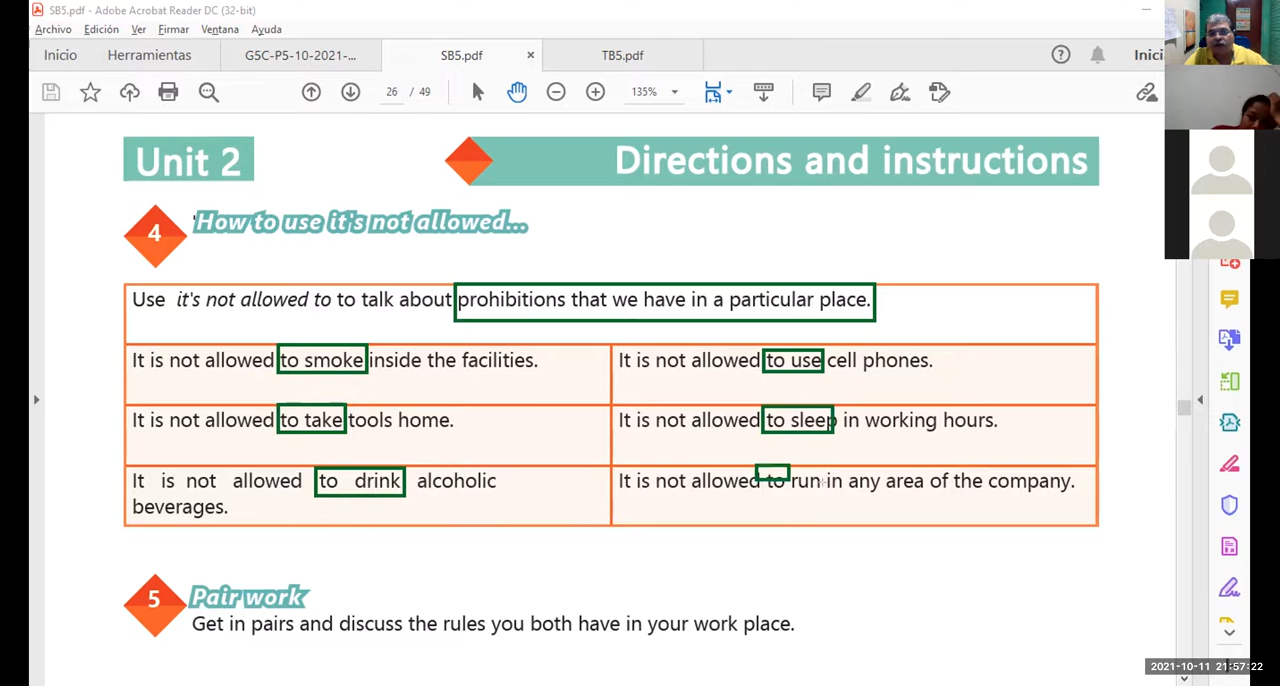 SB5.pdf - Adobe Acrobat Reader DC (32-bit)
Archivo Edición Ver Firmar Ventana Ayuda
Inicio Herramientas G5C-P5-10-2021-... SB5.pdf × TB5.pdf Inici
26 / 49 135%
Unit 2 Directions and instructions
4 How to use it's not allowed...
Use it's not allowed to to talk about prohibitions that we have in a particular place.
It is not allowed to smoke inside the facilities. It is not allowed to use cell phones.
It is not allowed to take tools home. It is not allowed to sleep in working hours.
It is not allowed to drink alcoholic It is not allowed to run in any area of the company.
beverages.
5 Pair work
Get in pairs and discuss the rules you both have in your work place.
2021-10-11 21:57:22